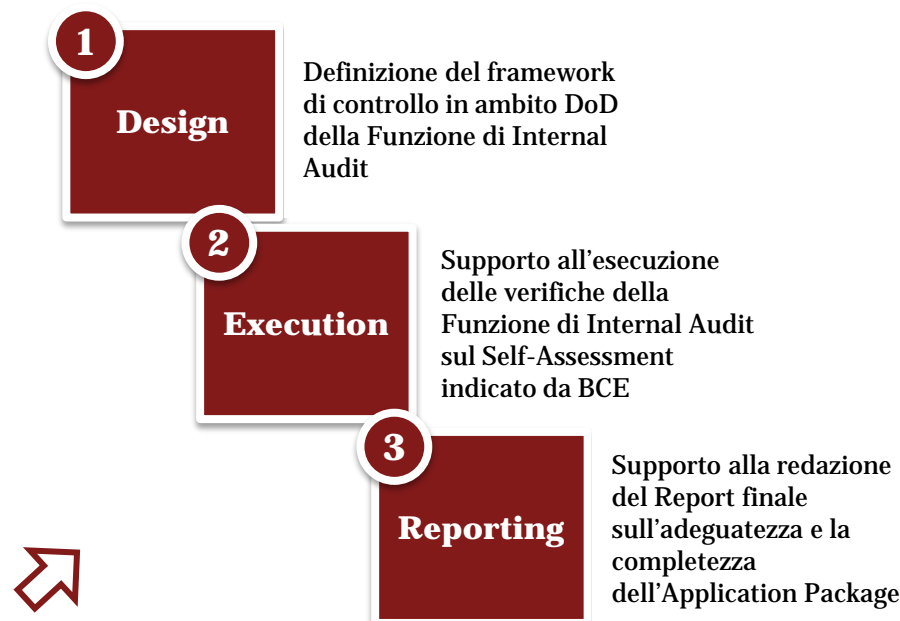 1
Design
Definizione del framework
di controllo in ambito DoD
della Funzione di Internal
Audit
2
Execution
Supporto all'esecuzione
delle verifiche della
Funzione di Internal Audit
sul Self-Assessment
indicato da BCE
3
Reporting
Supporto alla redazione
del Report finale
sull'adeguatezza e la
completezza
dell'Application Package